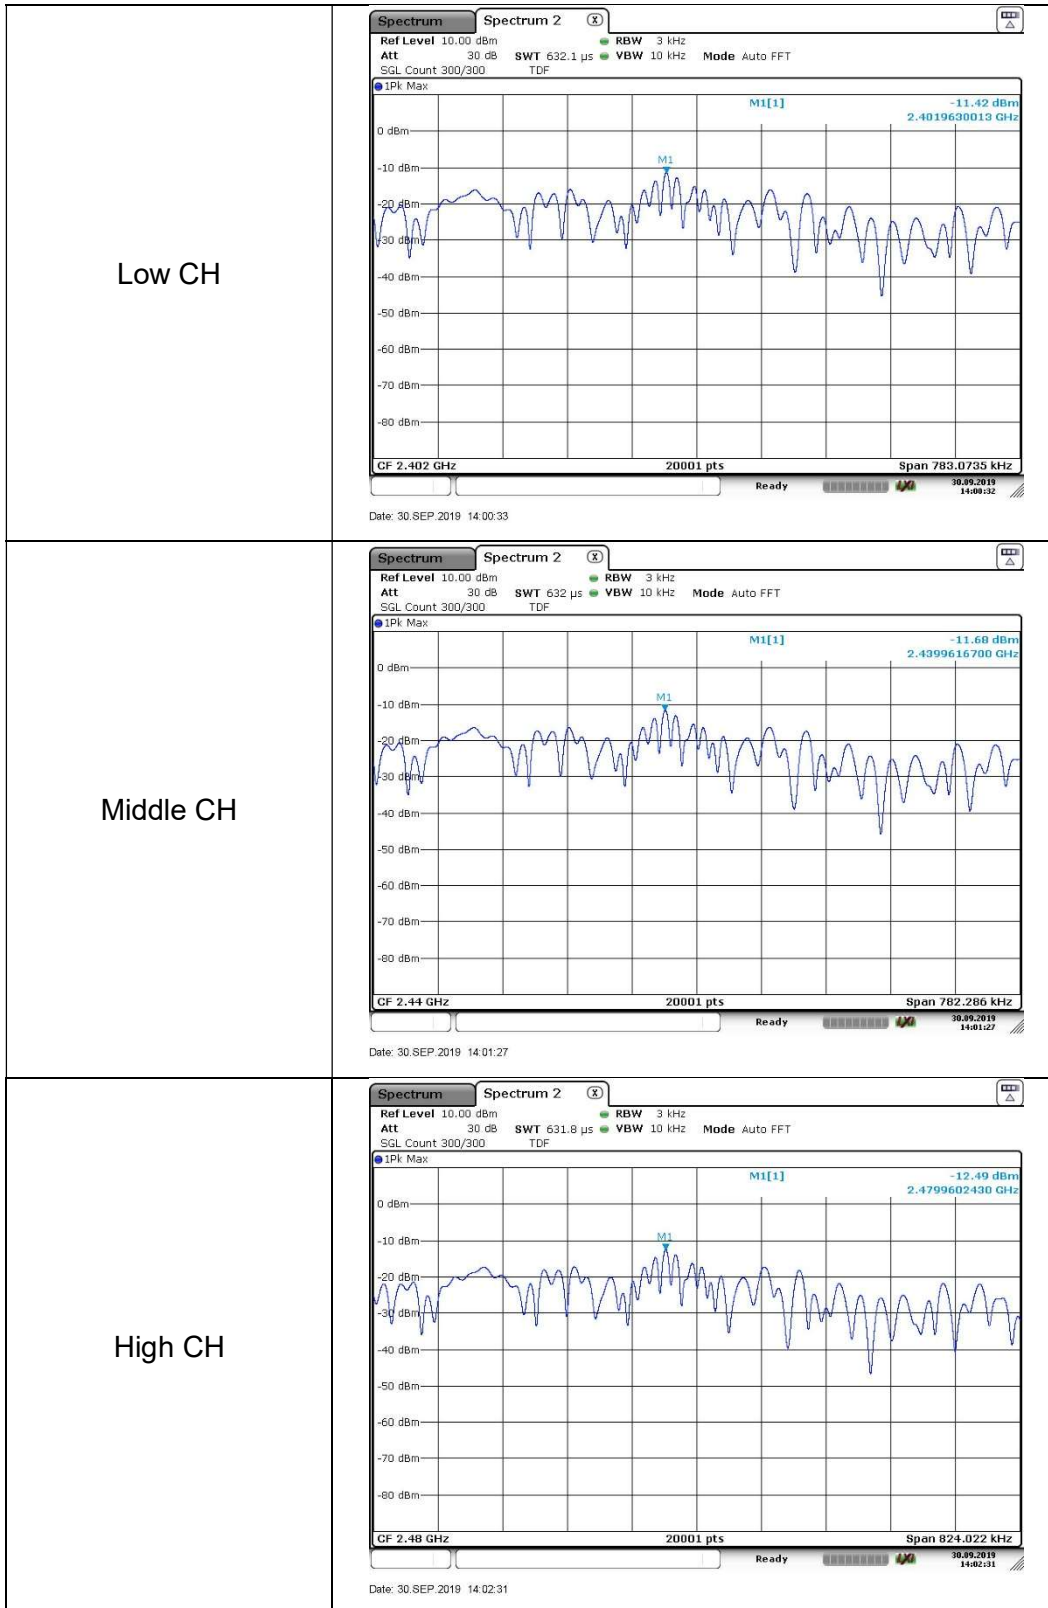 Low CH
Spectrum Spectrum 2 X
Ref Level 10.00 dBm RBW 3 kHz
Att 30 dB SWT 632.1 µs VBW 10 kHz Mode Auto FFT
SGL Count 300/300 TDF
1Pk Max
M1[1] -11.42 dBm
2.4019630013 GHz
0 dBm
M1
-10 dBm
-20 dBm
-30 dBm
-40 dBm
-50 dBm
-60 dBm
-70 dBm
-80 dBm
CF 2.402 GHz 20001 pts Span 783.0735 kHz
Ready LXI 30.09.2019
14:00:32
Date: 30.SEP.2019 14:00:33
Middle CH
Spectrum Spectrum 2 X
Ref Level 10.00 dBm RBW 3 kHz
Att 30 dB SWT 632 µs VBW 10 kHz Mode Auto FFT
SGL Count 300/300 TDF
1Pk Max
M1[1] -11.68 dBm
2.4399616700 GHz
0 dBm
M1
-10 dBm
-20 dBm
-30 dBm
-40 dBm
-50 dBm
-60 dBm
-70 dBm
-80 dBm
CF 2.44 GHz 20001 pts Span 782.286 kHz
Ready LXI 30.09.2019
14:01:27
Date: 30.SEP.2019 14:01:27
High CH
Spectrum Spectrum 2 X
Ref Level 10.00 dBm RBW 3 kHz
Att 30 dB SWT 631.8 µs VBW 10 kHz Mode Auto FFT
SGL Count 300/300 TDF
1Pk Max
M1[1] -12.49 dBm
2.4799602430 GHz
0 dBm
M1
-10 dBm
-20 dBm
-30 dBm
-40 dBm
-50 dBm
-60 dBm
-70 dBm
-80 dBm
CF 2.48 GHz 20001 pts Span 824.022 kHz
Ready LXI 30.09.2019
14:02:31
Date: 30.SEP.2019 14:02:31